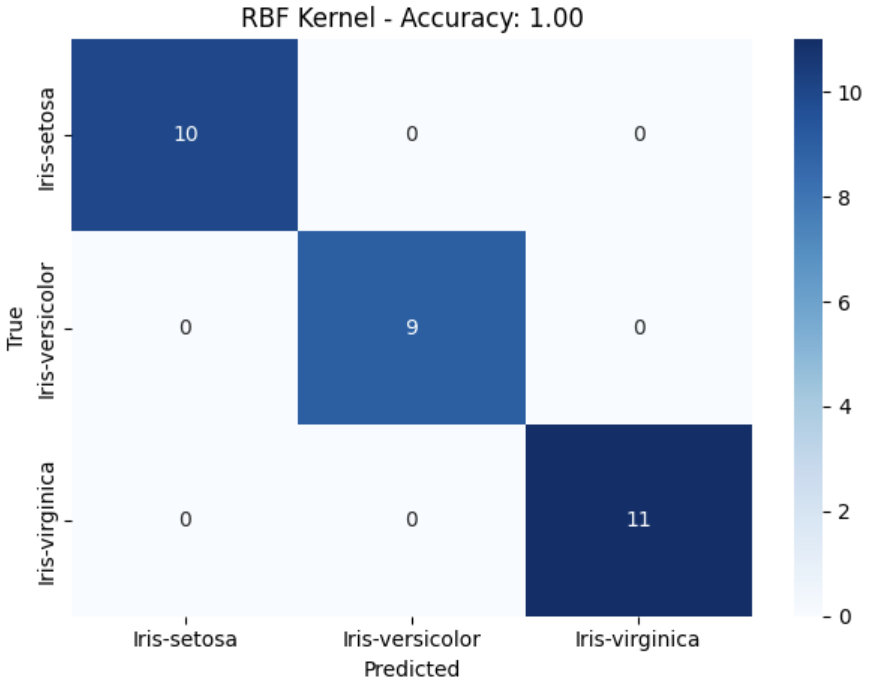 RBF Kernel - Accuracy: 1.00
Iris-setosa
10 0 0
10
8
Iris-versicolor
True
0 9 0
6
4
Iris-virginica
0 0 11
2
0
Iris-setosa Iris-versicolor Iris-virginica
Predicted